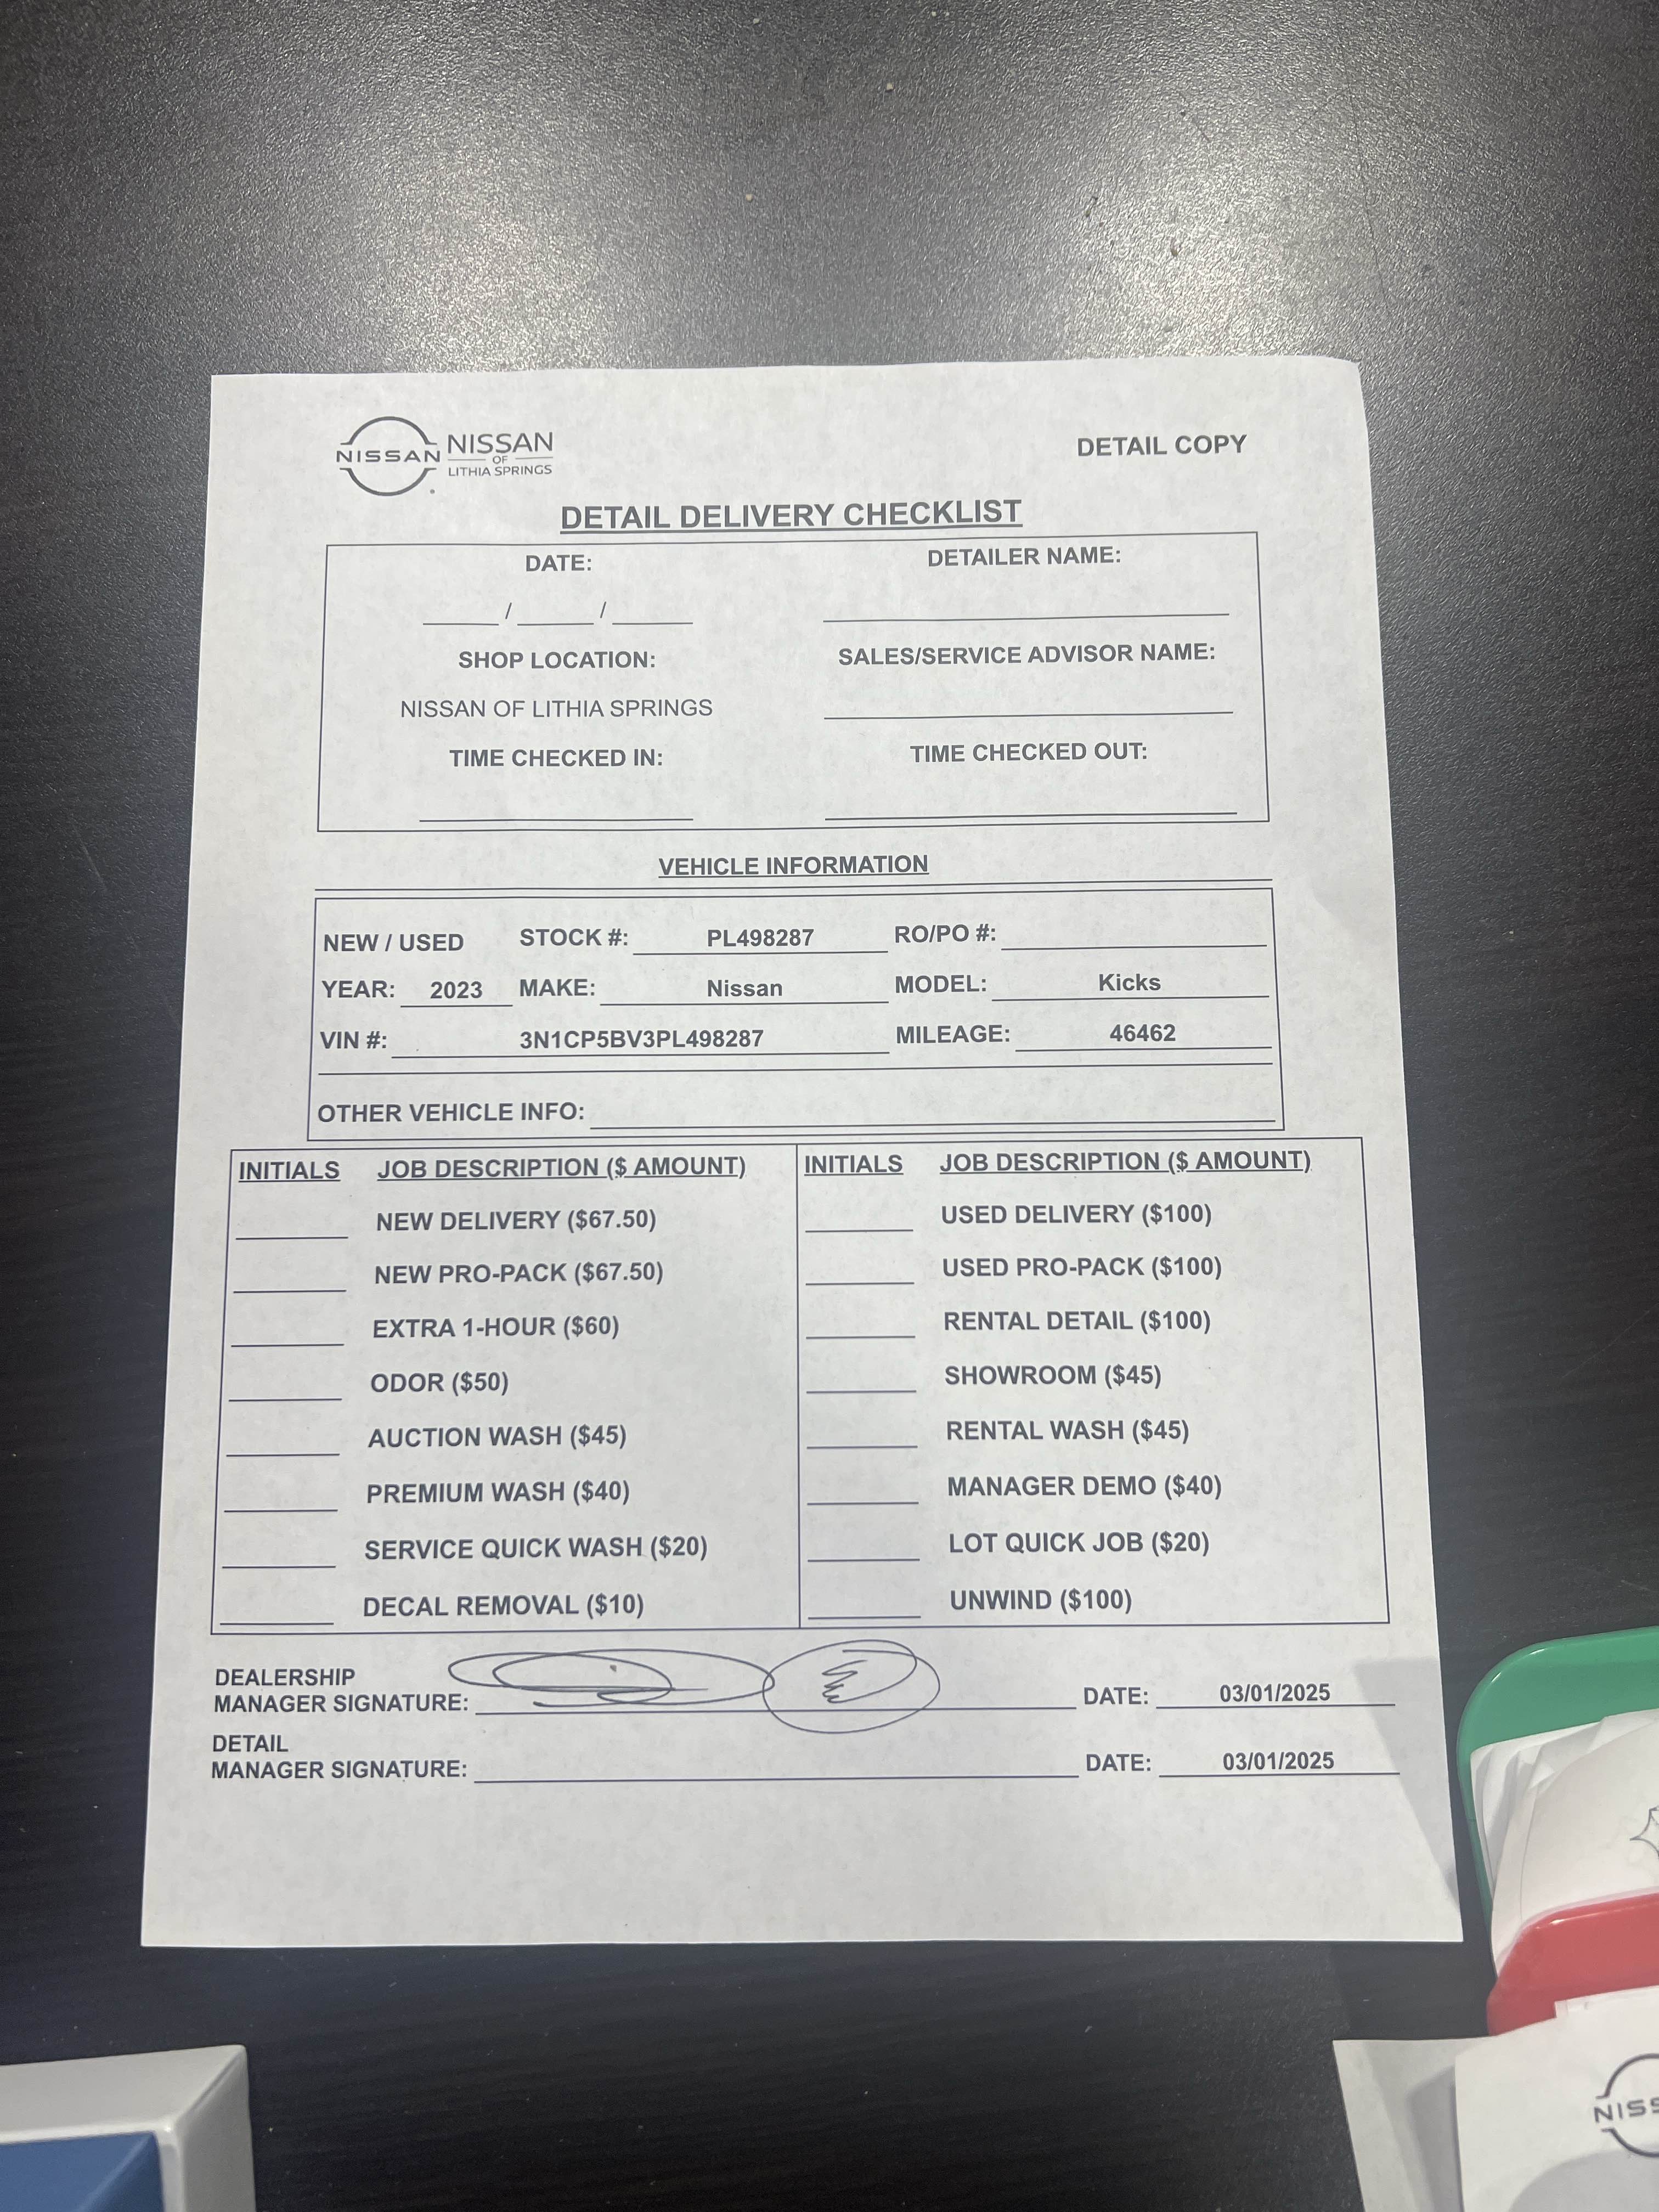 NISSAN NISSAN
OF
LITHIA SPRINGS
DETAIL COPY
DETAIL DELIVERY CHECKLIST
DATE: DETAILER NAME:
/ /
SHOP LOCATION: SALES/SERVICE ADVISOR NAME:
NISSAN OF LITHIA SPRINGS
TIME CHECKED IN: TIME CHECKED OUT:
VEHICLE INFORMATION
NEW / USED STOCK #: PL498287 RO/PO #:
YEAR: 2023 MAKE: Nissan MODEL: Kicks
VIN #: 3N1CP5BV3PL498287 MILEAGE: 46462
OTHER VEHICLE INFO:
INITIALS JOB DESCRIPTION ($ AMOUNT) INITIALS JOB DESCRIPTION ($ AMOUNT)
NEW DELIVERY ($67.50) USED DELIVERY ($100)
NEW PRO-PACK ($67.50) USED PRO-PACK ($100)
EXTRA 1-HOUR ($60) RENTAL DETAIL ($100)
ODOR ($50) SHOWROOM ($45)
AUCTION WASH ($45) RENTAL WASH ($45)
PREMIUM WASH ($40) MANAGER DEMO ($40)
SERVICE QUICK WASH ($20) LOT QUICK JOB ($20)
DECAL REMOVAL ($10) UNWIND ($100)
DEALERSHIP
MANAGER SIGNATURE: DATE: 03/01/2025
DETAIL
MANAGER SIGNATURE: DATE: 03/01/2025
NISS